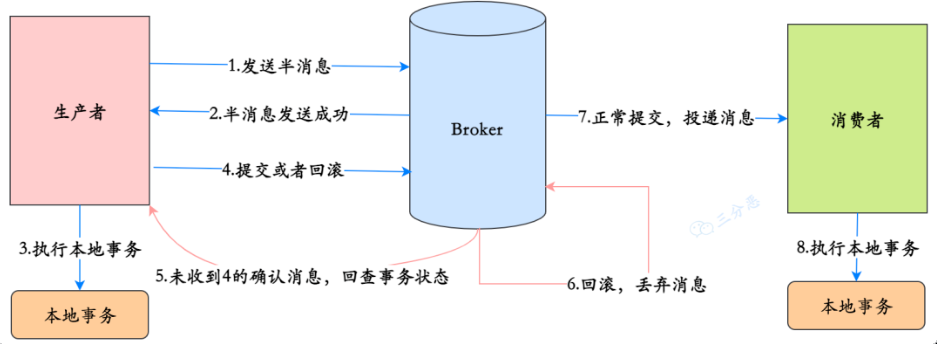 生产者
1.发送半消息
2.半消息发送成功
4.提交或者回滚
Broker
7.正常提交，投递消息
消费者
三分恶
3.执行本地事务
5.未收到4的确认消息，回查事务状态
6.回滚，丢弃消息
8.执行本地事务
本地事务
本地事务